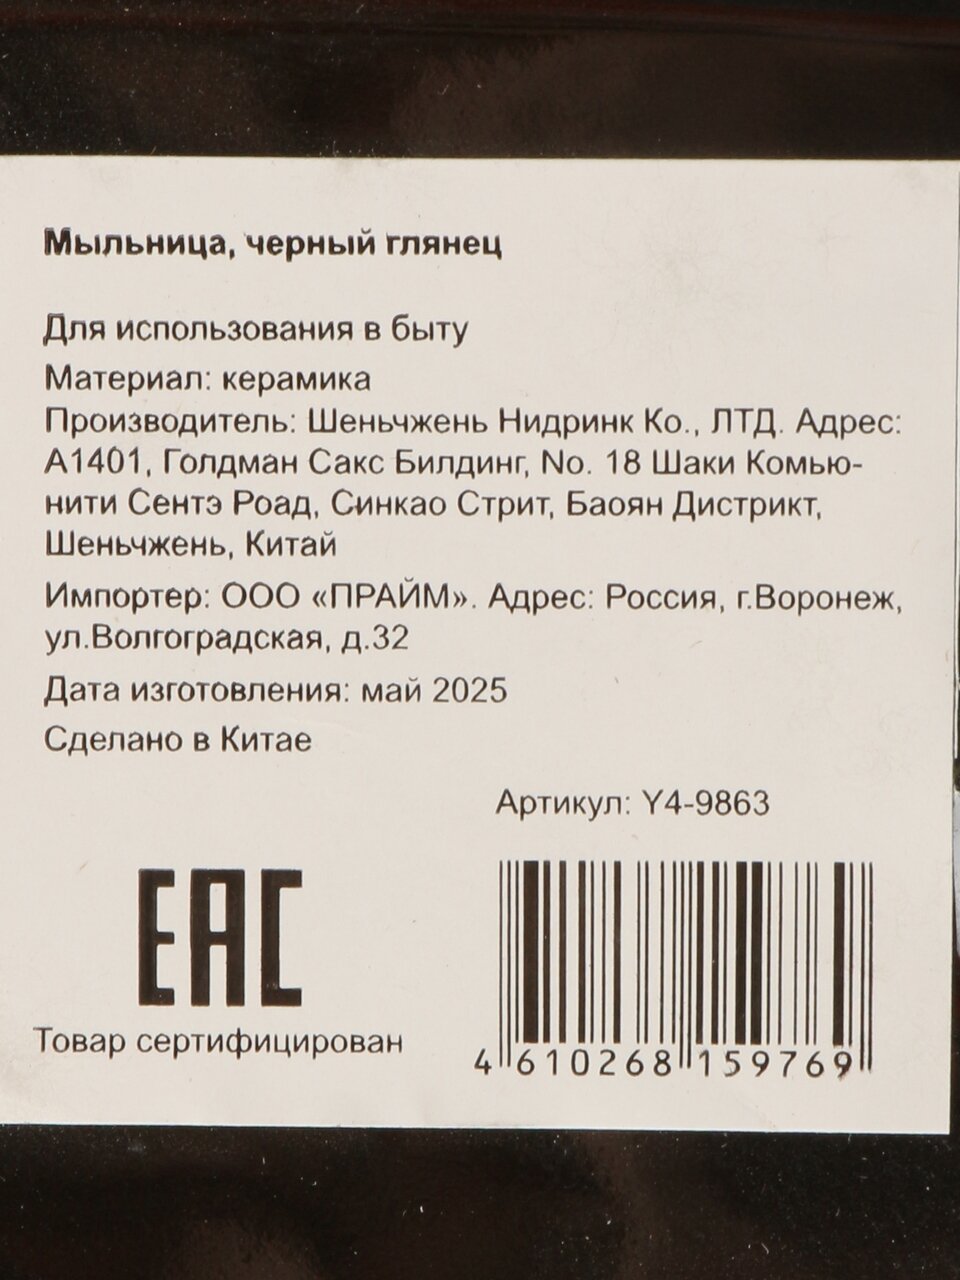 Мыльница, черный глянец
Для использования в быту
Материал: керамика
Производитель: Шеньчжень Нидринк Ко., ЛТД. Адрес:
А1401, Голдман Сакс Билдинг, No. 18 Шаки Комью-
нити Сентэ Роад, Синкао Стрит, Баоян Дистрикт,
Шеньчжень, Китай
Импортер: ООО «ПРАЙМ». Адрес: Россия, г.Воронеж,
ул.Волгоградская, д.32
Дата изготовления: май 2025
Сделано в Китае
Артикул: Y4-9863
ЕАС
Товар сертифицирован
4 610268 159769